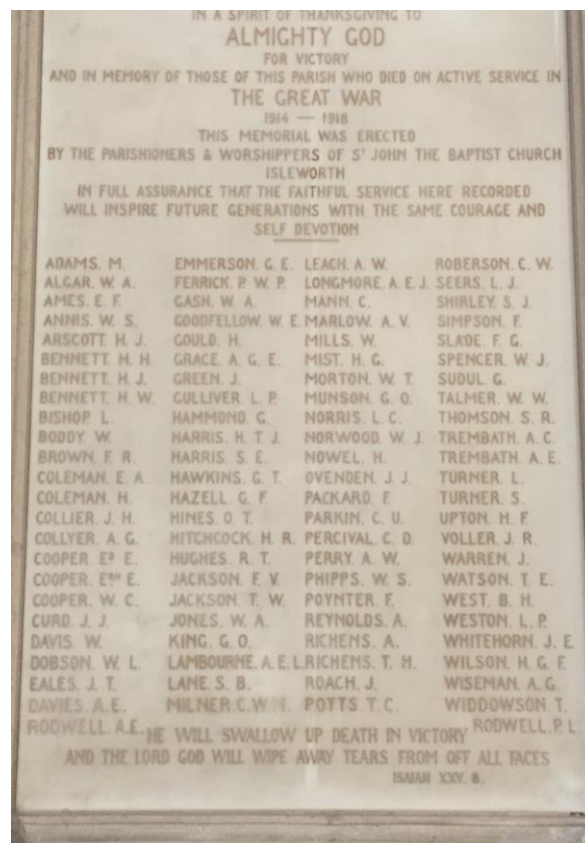 IN A SPIRIT OF THANKSGIVING TO
ALMIGHTY GOD
FOR VICTORY
AND IN MEMORY OF THOSE OF THIS PARISH WHO DIED ON ACTIVE SERVICE IN
THE GREAT WAR
1914 — 1918
THIS MEMORIAL WAS ERECTED
BY THE PARISHIONERS & WORSHIPPERS OF ST JOHN THE BAPTIST CHURCH
ISLEWORTH
IN FULL ASSURANCE THAT THE FAITHFUL SERVICE HERE RECORDED
WILL INSPIRE FUTURE GENERATIONS WITH THE SAME COURAGE AND
SELF DEVOTION
ADAMS. M. EMMERSON. G. E. LEACH. A. W. ROBERSON. C. W.
ALGAR. W. A. FERRICK. P. W. P. LONGMORE. A. E. J. SEERS. L. J.
AMES. E. F. GASH. W. A. MANN. C. SHIRLEY. S. J.
ANNIS. W. S. GOODFELLOW. W. E. MARLOW. A. V. SIMPSON. F.
ARSCOTT. H. J. GOULD. H. MILLS. W. SLADE. F. G.
BENNETT. H. H. GRACE. A. G. E. MIST. H. G. SPENCER. W. J.
BENNETT. H. J. GREEN. J. MORTON. W. T. SUDUL. G.
BENNETT. H. W. GULLIVER. L. P. MUNSON. G. O. TALMER. W. W.
BISHOP. L. HAMMOND. G. NORRIS. L. C. THOMSON. S. R.
BODDY. W. HARRIS. H. T. J. NORWOOD. W. J. TREMBATH. A. C.
BROWN. F. R. HARRIS. S. E. NOWEL. H. TREMBATH. A. E.
COLEMAN. E. A. HAWKINS. G. T. OVENDEN. J. J. TURNER. L.
COLEMAN. H. HAZELL. G. F. PACKARD. F. TURNER. S.
COLLIER. J. H. HINES. O. T. PARKIN. C. U. UPTON. H. F.
COLLYER. A. G. HITCHCOCK. H. R. PERCIVAL. C. D. VOLLER. J. R.
COOPER. ED E. HUGHES. R. T. PERRY. A. W. WARREN. J.
COOPER. E. JACKSON. F. V. PHIPPS. W. S. WATSON. T. E.
COOPER. W. C. JACKSON. T. W. POYNTER. F. WEST. B. H.
CURD. J. J. JONES. W. A. REYNOLDS. A. WESTON. L. P.
DAVIS. W. KING. G. O. RICHENS. A. WHITEHORN. J. E.
DOBSON. W. L. LAMBOURNE. A. E. L. RICHENS. T. H. WILSON. H. G. F.
EALES. J. T. LANE. S. B. ROACH. J. WISEMAN. A. G.
DAVIES. A. E. MILNER. C. W. H. POTTS. T. C. WIDDOWSON. T.
RODWELL. A. E. RODWELL. P. L.
HE WILL SWALLOW UP DEATH IN VICTORY
AND THE LORD GOD WILL WIPE AWAY TEARS FROM OFF ALL FACES
ISAIAH XXV. 8.